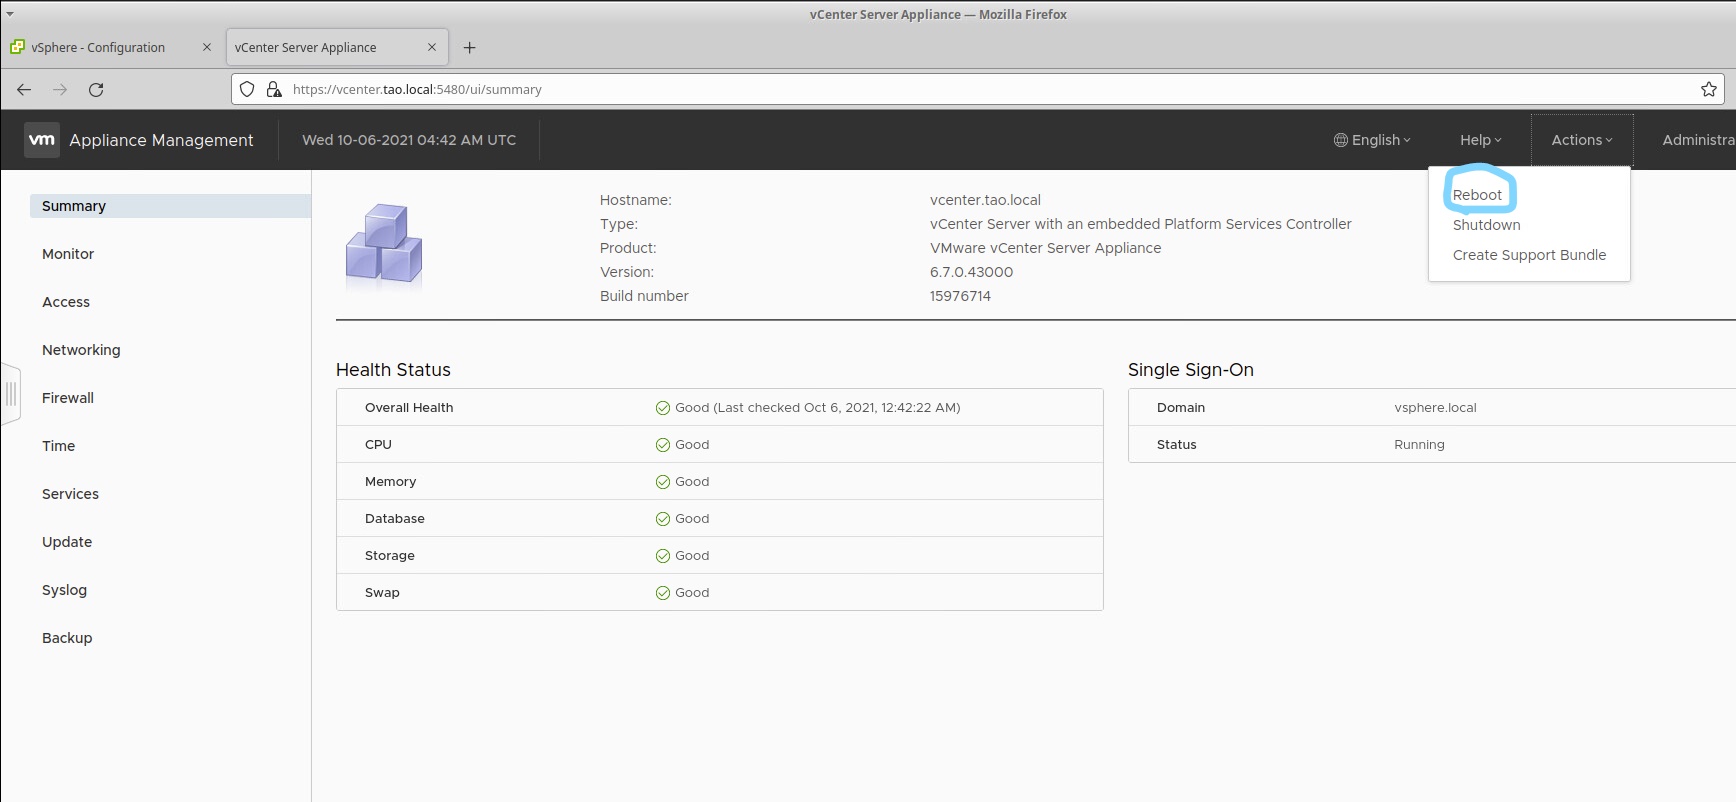 vCenter Server Appliance — Mozilla Firefox
vSphere - Configuration
vCenter Server Appliance
https://vcenter.tao.local:5480/ui/summary
vm Appliance Management Wed 10-06-2021 04:42 AM UTC English Help Actions Administra
Reboot
Shutdown
Create Support Bundle
Summary
Monitor
Access
Networking
Firewall
Time
Services
Update
Syslog
Backup
Hostname: vcenter.tao.local
Type: vCenter Server with an embedded Platform Services Controller
Product: VMware vCenter Server Appliance
Version: 6.7.0.43000
Build number 15976714
Health Status
Overall Health Good (Last checked Oct 6, 2021, 12:42:22 AM)
CPU Good
Memory Good
Database Good
Storage Good
Swap Good
Single Sign-On
Domain vsphere.local
Status Running